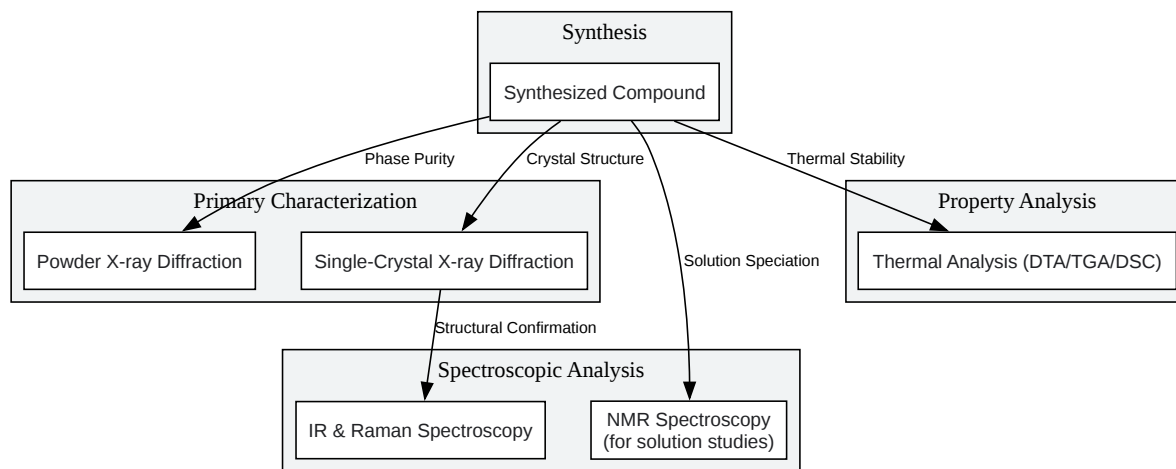 Synthesis
Synthesized Compound
Phase Purity
Crystal Structure
Thermal Stability
Primary Characterization
Property Analysis
Powder X-ray Diffraction
Single-Crystal X-ray Diffraction
Solution Speciation
Thermal Analysis (DTA/TGA/DSC)
Structural Confirmation
Spectroscopic Analysis
IR & Raman Spectroscopy
NMR Spectroscopy
(for solution studies)